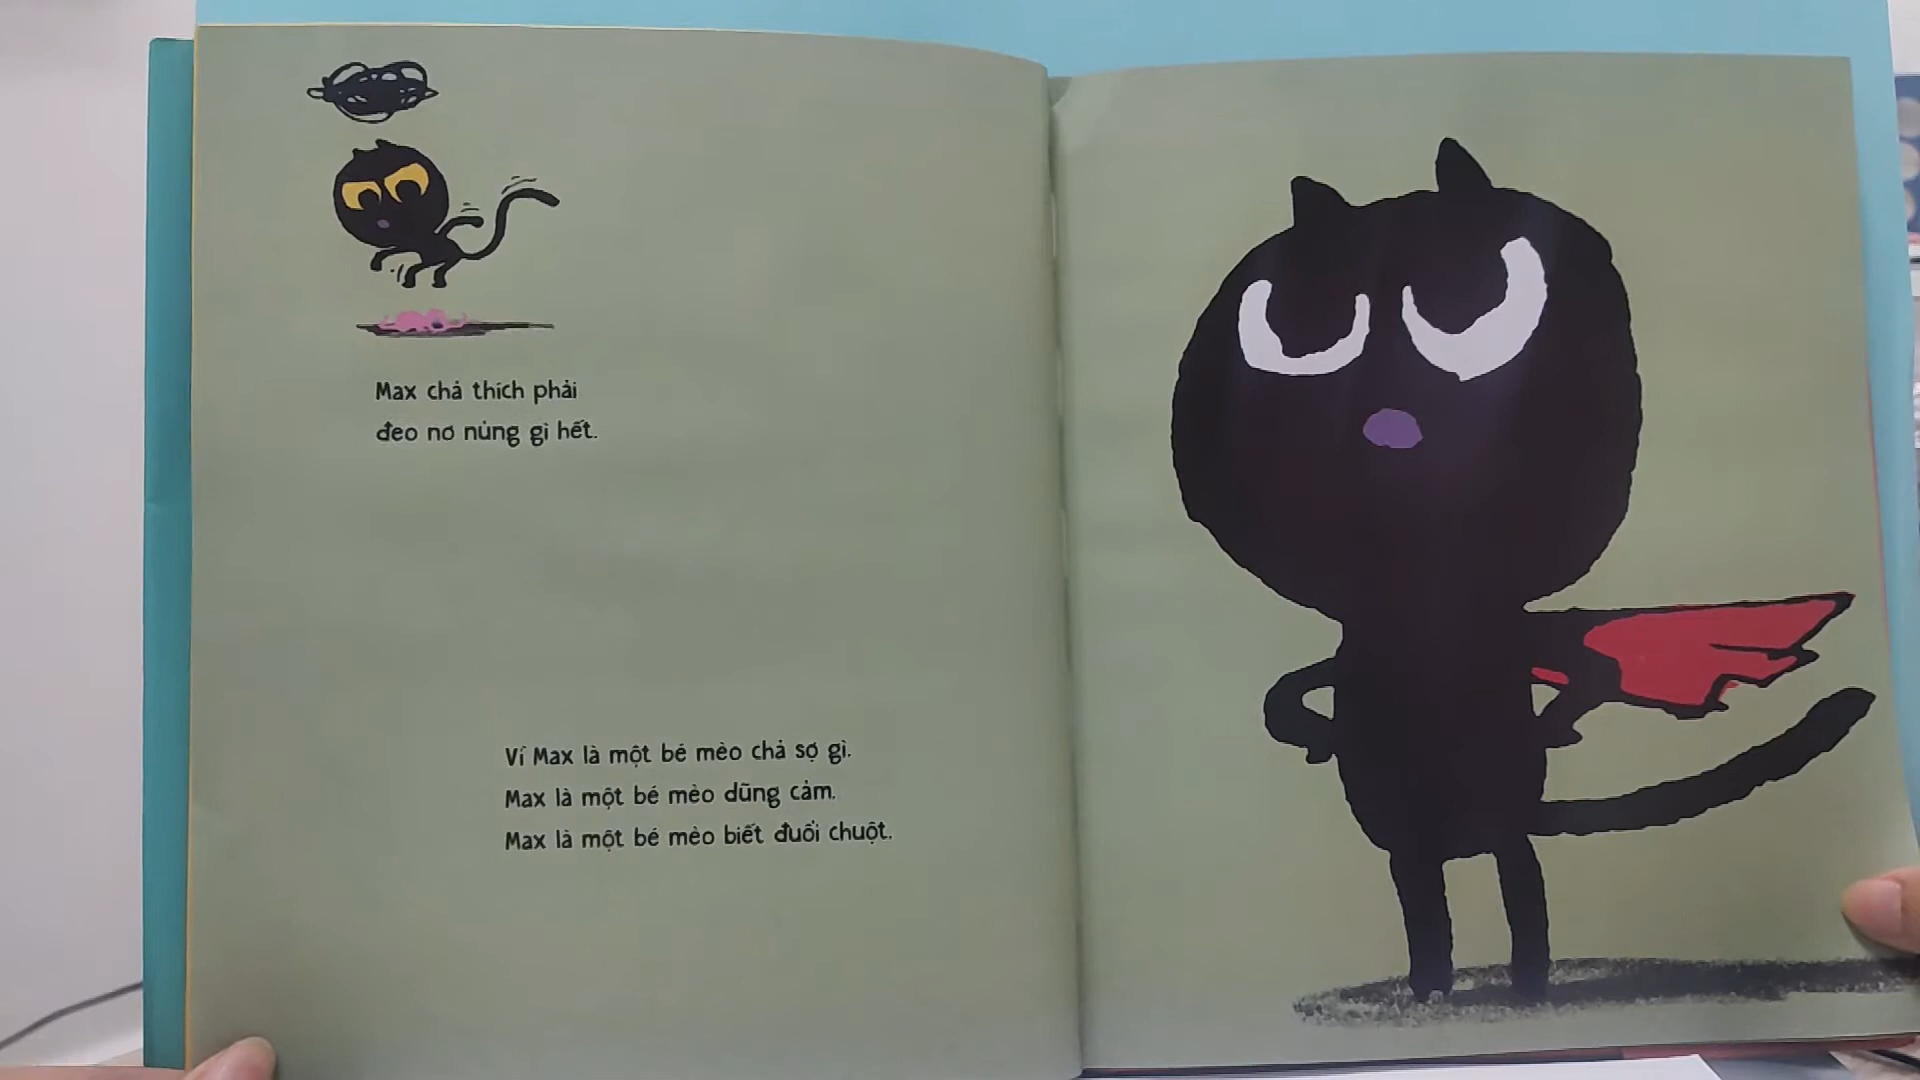 Max chả thích phải
đeo nơ nủng gì hết.
Vì Max là một bé mèo chả sợ gì.
Max là một bé mèo dũng cảm.
Max là một bé mèo biết đuổi chuột.